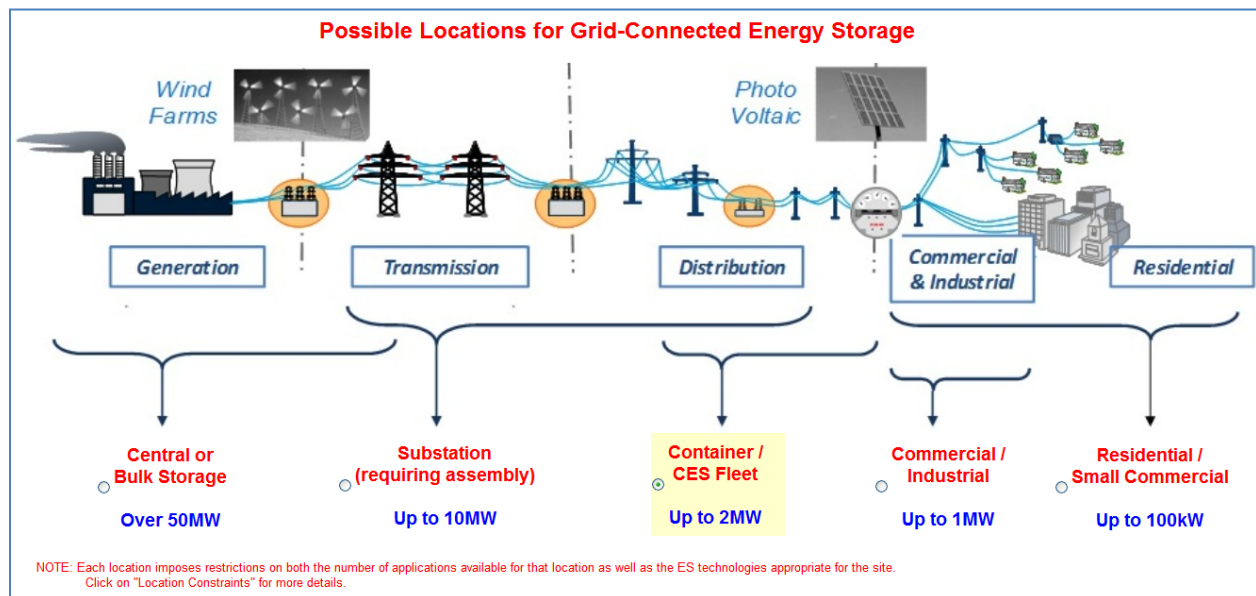 Possible Locations for Grid-Connected Energy Storage
Wind
Farms
Photo
Voltaic
Generation
Transmission
Distribution
Commercial
& Industrial
Residential
Central or
Bulk Storage
Over 50MW
Substation
(requiring assembly)
Up to 10MW
Container /
CES Fleet
Up to 2MW
Commercial /
Industrial
Up to 1MW
Residential /
Small Commercial
Up to 100kW
NOTE: Each location imposes restrictions on both the number of applications available for that location as well as the ES technologies appropriate for the site.
Click on "Location Constraints" for more details.